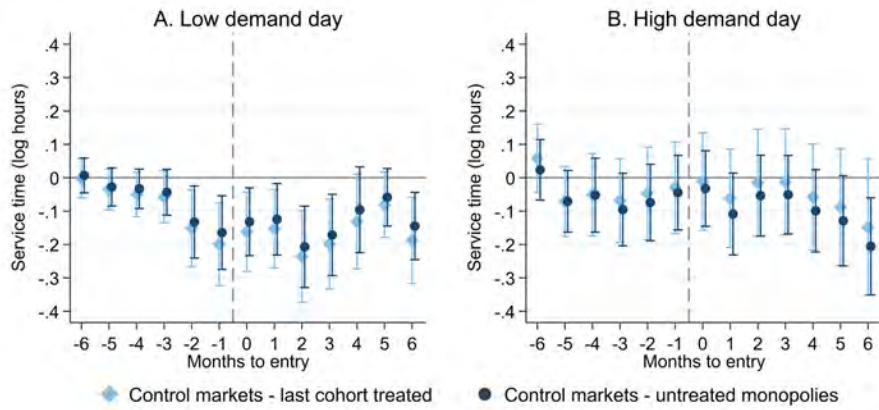 A. Low demand day
B. High demand day
Service time (log hours)
.4
.3
.2
.1
0
-.1
-.2
-.3
-.4
-6 -5 -4 -3 -2 -1 0 1 2 3 4 5 6
Months to entry
Service time (log hours)
.4
.3
.2
.1
0
-.1
-.2
-.3
-.4
-6 -5 -4 -3 -2 -1 0 1 2 3 4 5 6
Months to entry
Control markets - last cohort treated
Control markets - untreated monopolies